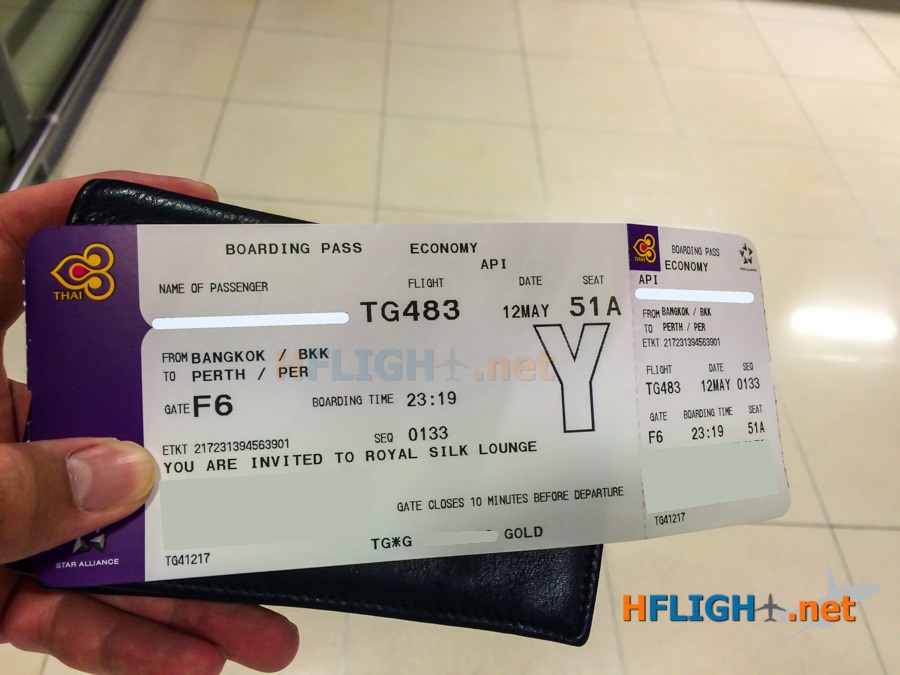 BOARDING PASS ECONOMY
API
NAME OF PASSENGER
FLIGHT DATE SEAT
TG483 12MAY 51A
FROM BANGKOK / BKK
TO PERTH / PER
Y
GATE F6 BOARDING TIME 23:19
ETKT 217231394563901 SEQ 0133
YOU ARE INVITED TO ROYAL SILK LOUNGE
GATE CLOSES 10 MINUTES BEFORE DEPARTURE
TG*G GOLD
TG41217
THAI
STAR ALLIANCE
THAI
BOARDING PASS
ECONOMY
STAR ALLIANCE
API
FROM BANGKOK / BKK
TO PERTH / PER
ETKT 217231394563901
FLIGHT DATE
TG483 12MAY 0133
GATE BOARDING TIME SEAT
F6 23:19 51A
TG41217
HFLIGHT.net
HFLIGHT.net